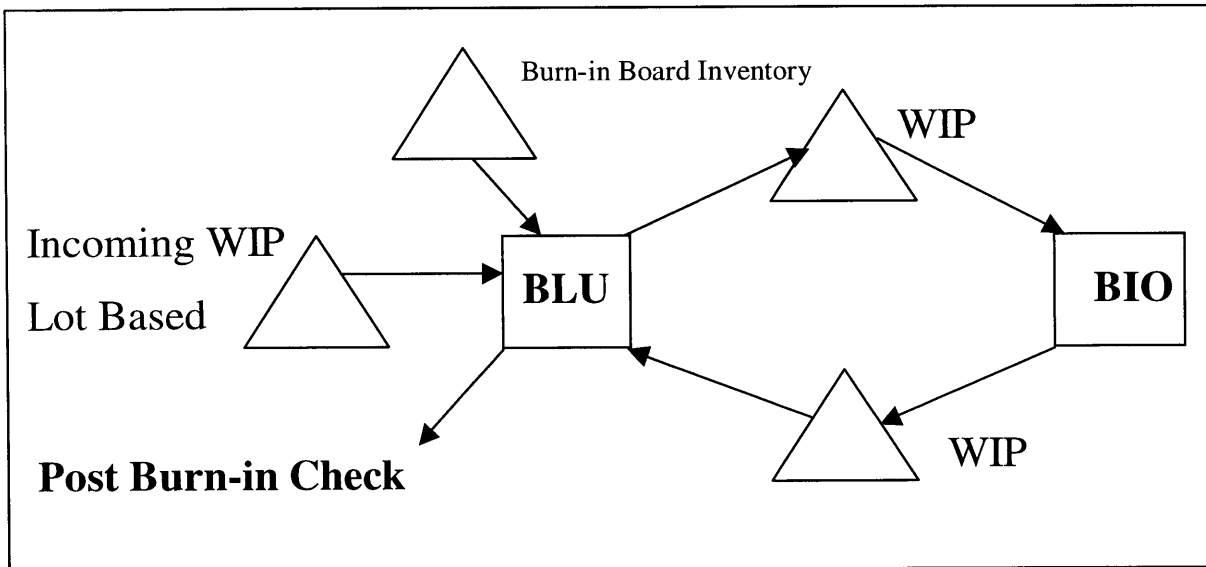 Burn-in Board Inventory
WIP
Incoming WIP
Lot Based
BLU
BIO
Post Burn-in Check
WIP